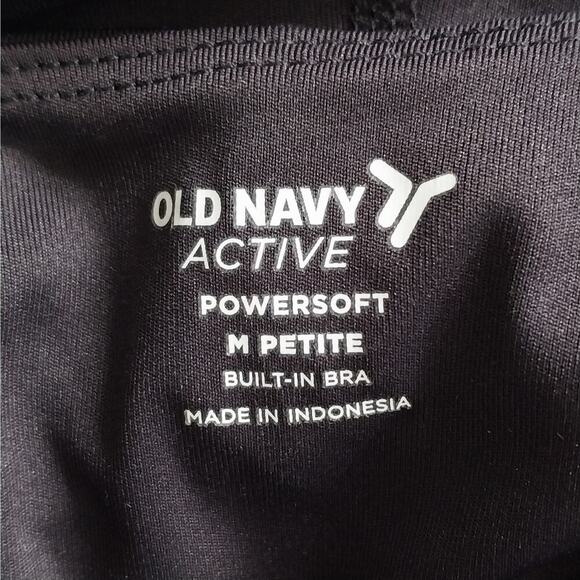 OLD NAVY
ACTIVE
POWERSOFT
M PETITE
BUILT-IN BRA
MADE IN INDONESIA